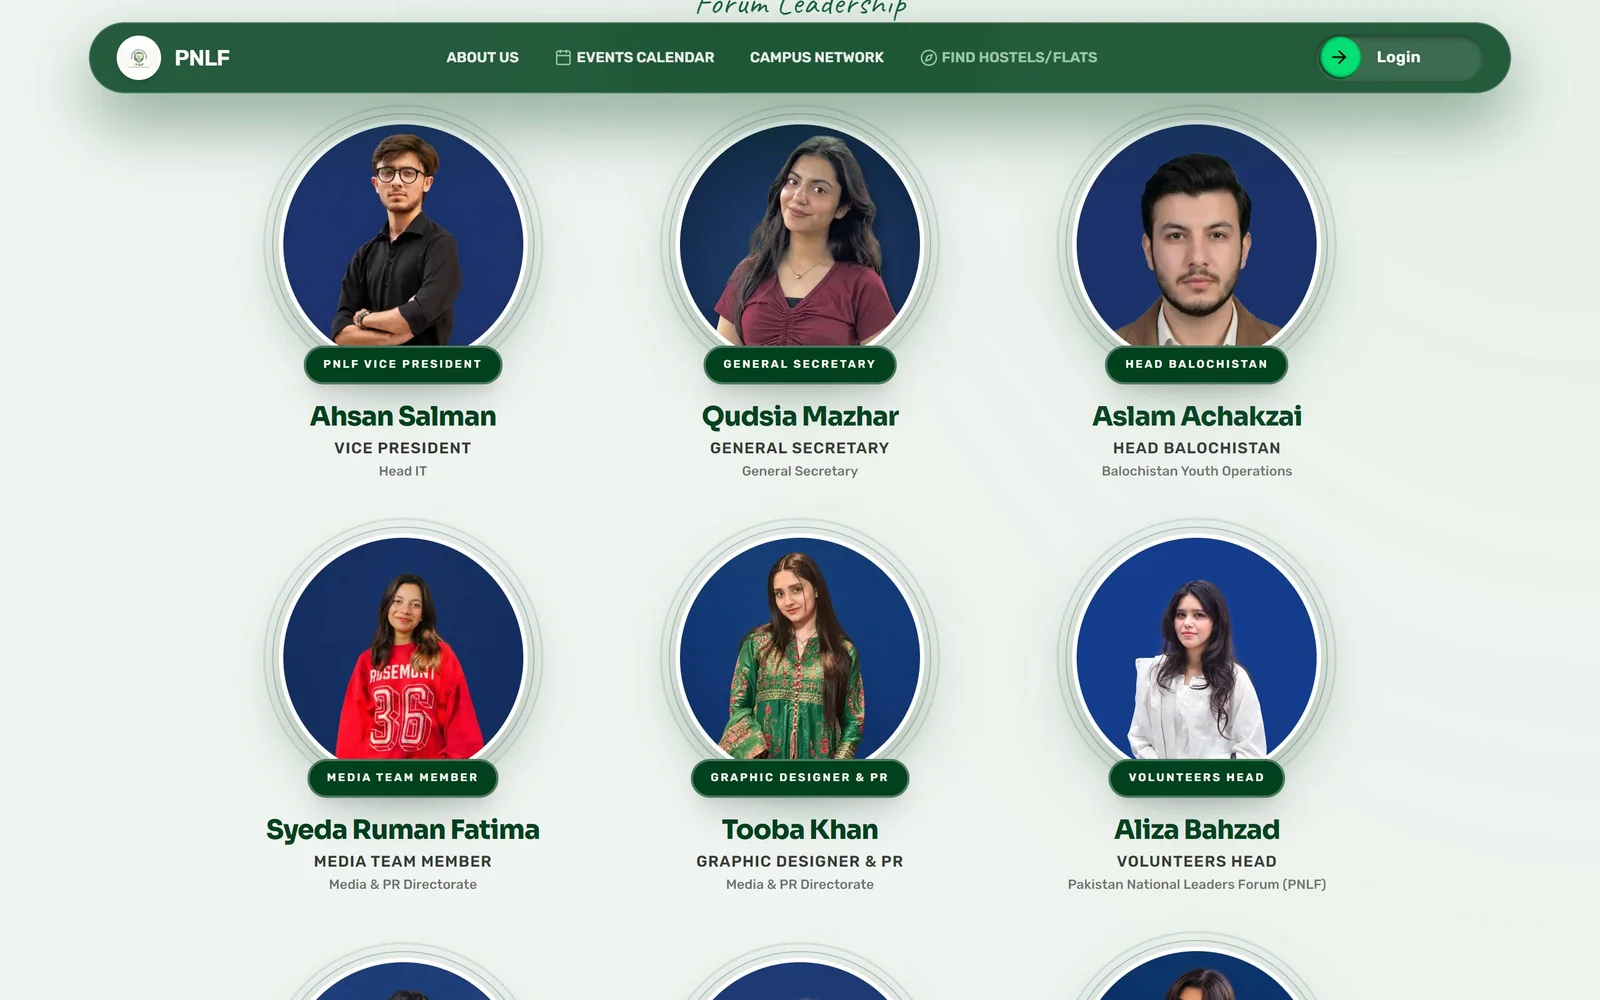 Forum Leadership
PNLF
ABOUT US
EVENTS CALENDAR
CAMPUS NETWORK
FIND HOSTELS/FLATS
Login
PNLF VICE PRESIDENT
GENERAL SECRETARY
HEAD BALOCHISTAN
Ahsan Salman
Qudsia Mazhar
Aslam Achakzai
VICE PRESIDENT
GENERAL SECRETARY
HEAD BALOCHISTAN
Head IT
General Secretary
Balochistan Youth Operations
ROSEMONT
36
MEDIA TEAM MEMBER
GRAPHIC DESIGNER & PR
VOLUNTEERS HEAD
Syeda Ruman Fatima
Tooba Khan
Aliza Bahzad
MEDIA TEAM MEMBER
GRAPHIC DESIGNER & PR
VOLUNTEERS HEAD
Media & PR Directorate
Media & PR Directorate
Pakistan National Leaders Forum (PNLF)